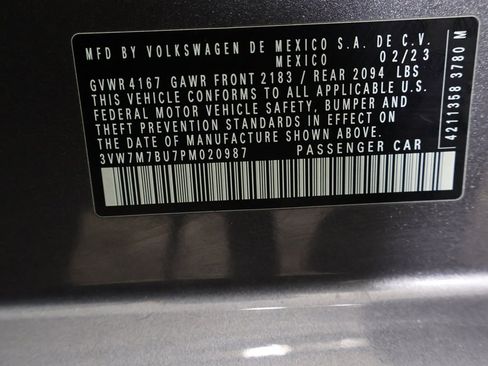 MFD BY VOLKSWAGEN DE MEXICO S.A. DE C.V.
MEXICO 02/23
GVWR 4167 GAWR FRONT 2183 / REAR 2094 LBS
THIS VEHICLE CONFORMS TO ALL APPLICABLE U.S.
FEDERAL MOTOR VEHICLE SAFETY, BUMPER AND
THEFT PREVENTION STANDARDS IN EFFECT ON
THE DATE OF MANUFACTURE SHOWN ABOVE.
3VW7M7BU7PM020987 PASSENGER CAR
4211358 3780 M